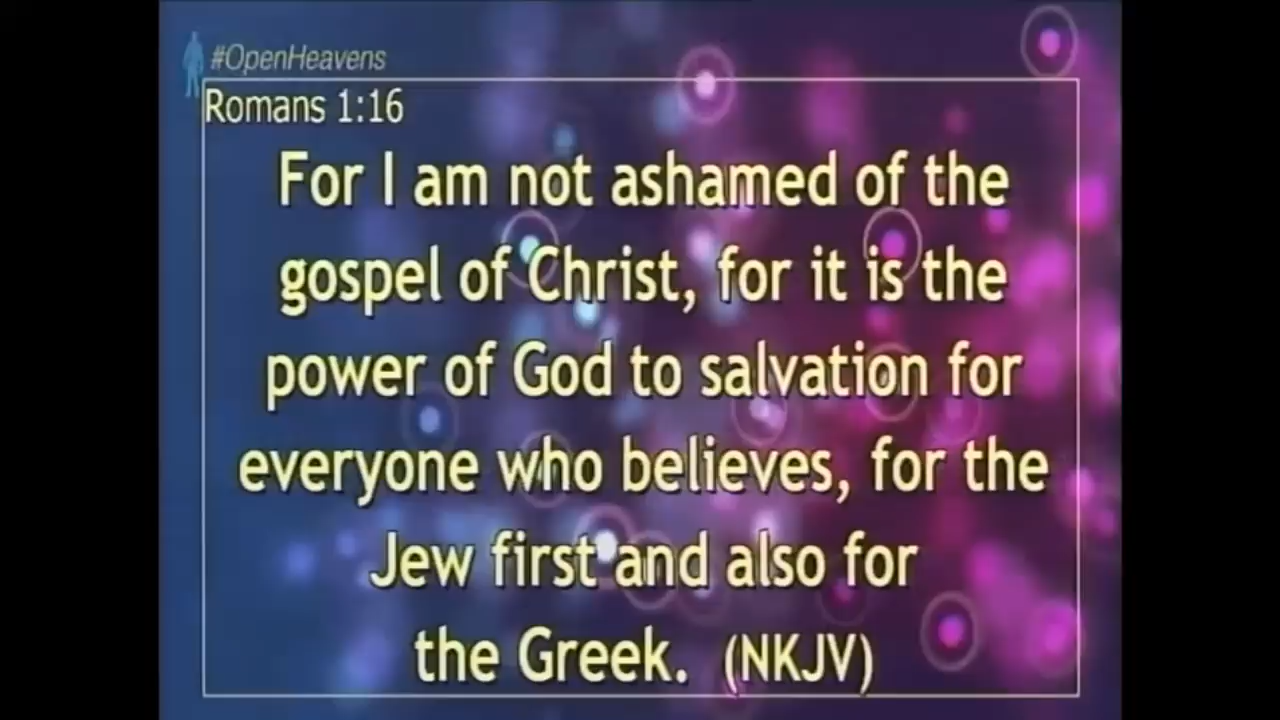 #OpenHeavens
Romans 1:16
For I am not ashamed of the
gospel of Christ, for it is the
power of God to salvation for
everyone who believes, for the
Jew first and also for
the Greek. (NKJV)